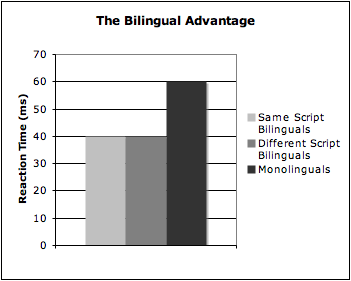 The Bilingual Advantage
70
60
50
40
30
20
10
0
Reaction Time (ms)
Same Script
Bilinguals
Different Script
Bilinguals
Monolinguals